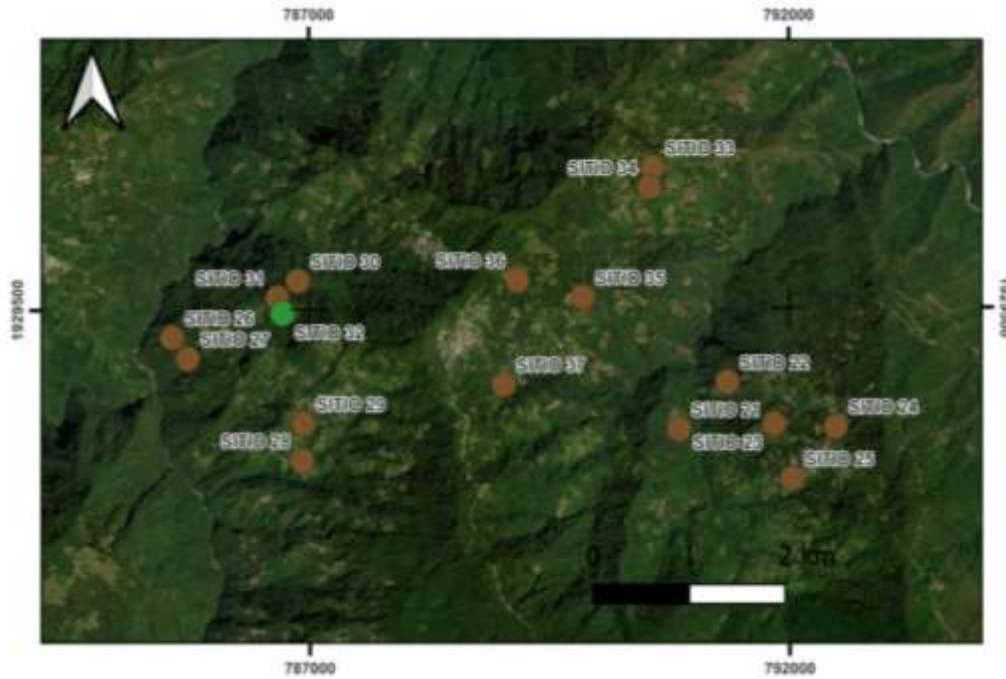 787000 792000
SITIO 33
SITIO 34
SITIO 30
SITIO 36
SITIO 31
SITIO 35
1929500 1929500
SITIO 26
SITIO 32
SITIO 27
SITIO 22
SITIO 37
SITIO 29
SITIO 21
SITIO 24
SITIO 28
SITIO 23
SITIO 25
0 1 2 km
787000 792000